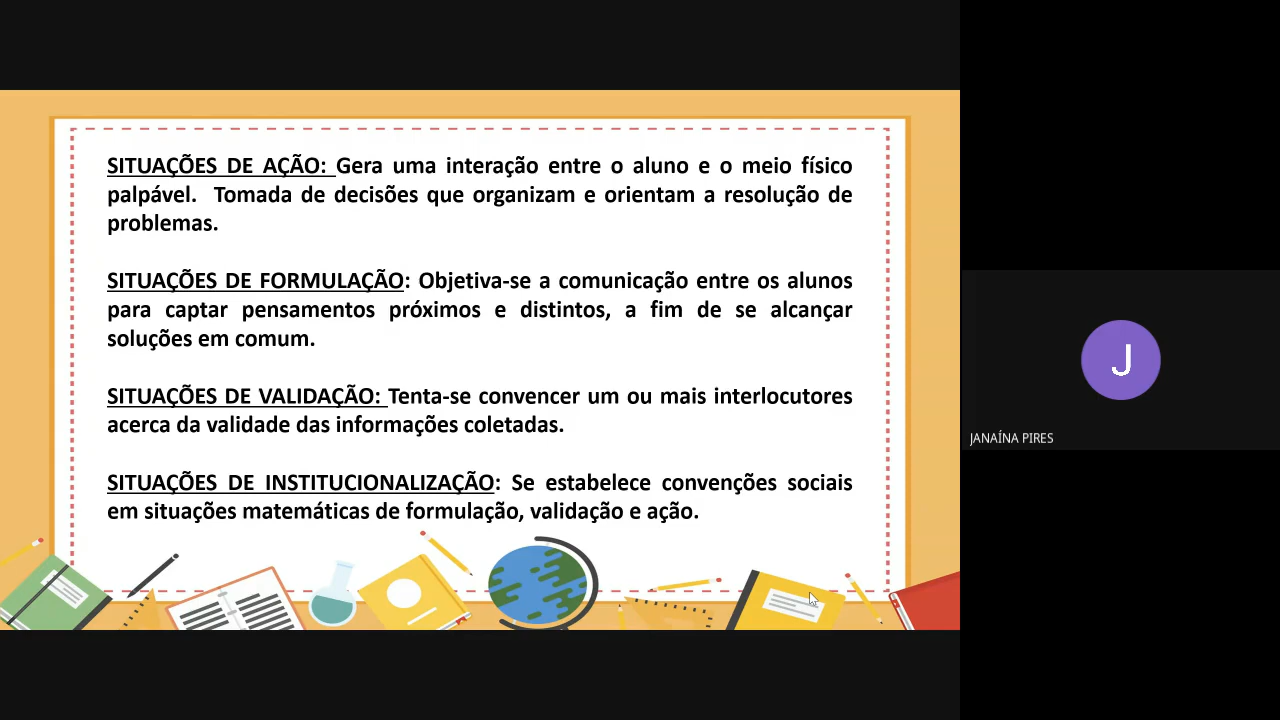 SITUAÇÕES DE AÇÃO: Gera uma interação entre o aluno e o meio físico
palpável. Tomada de decisões que organizam e orientam a resolução de
problemas.
SITUAÇÕES DE FORMULAÇÃO: Objetiva-se a comunicação entre os alunos
para captar pensamentos próximos e distintos, a fim de se alcançar
soluções em comum.
SITUAÇÕES DE VALIDAÇÃO: Tenta-se convencer um ou mais interlocutores
acerca da validade das informações coletadas.
SITUAÇÕES DE INSTITUCIONALIZAÇÃO: Se estabelece convenções sociais
em situações matemáticas de formulação, validação e ação.
J
JANAÍNA PIRES